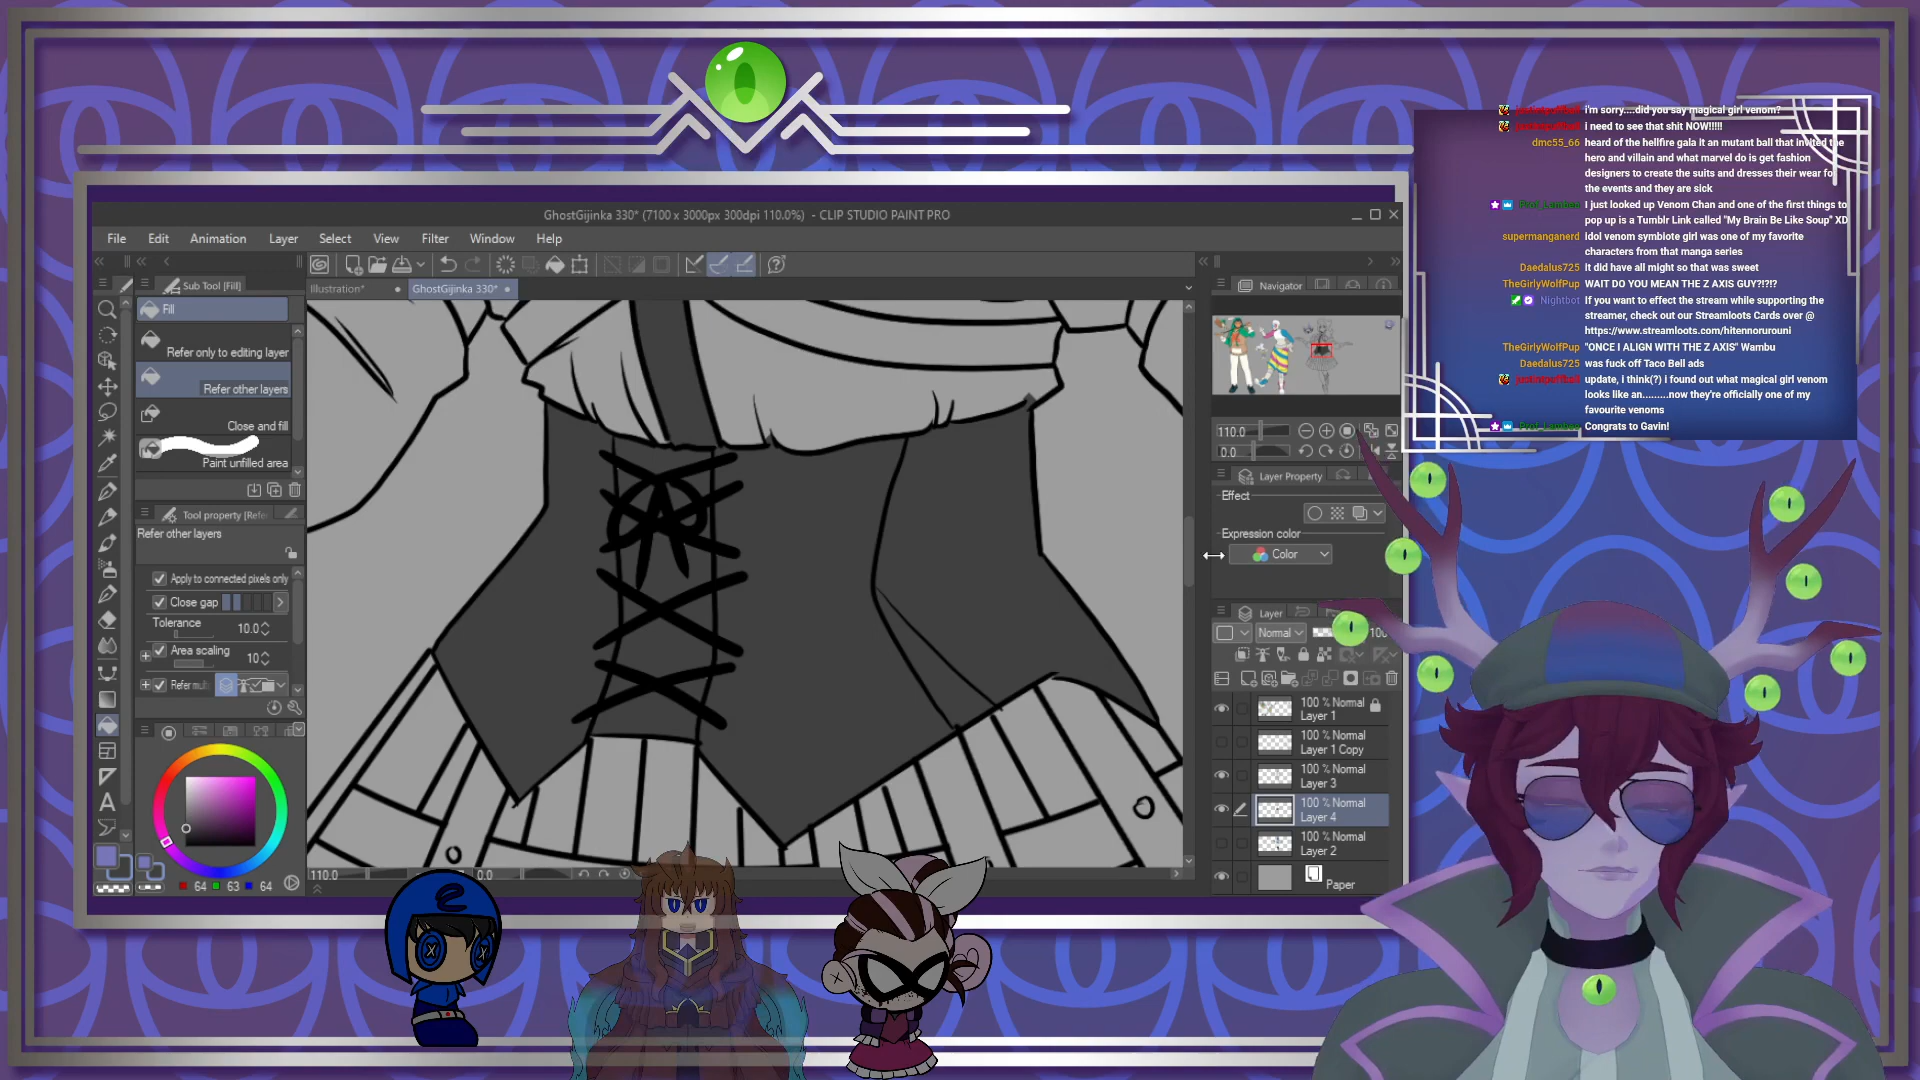 GhostGijinka 330* (7100 x 3000px 300dpi 110.0%) - CLIP STUDIO PAINT PRO
File Edit Animation Layer Select View Filter Window Help
Sub Tool [Fill]
Illustration*
GhostGijinka 330*
Fill
Refer only to editing layer
Refer other layers
Close and fill
Paint unfilled area
Tool property [Refe
Refer other layers
Apply to connected pixels only
Close gap
Tolerance
10.0
Area scaling
10
Refer mult
64 63 64
110.0
0.0
Navigator
110.0
0.0
Layer Property
Effect
Expression color
Color
Layer
Normal
100
100 % Normal
Layer 1
100 % Normal
Layer 1 Copy
100 % Normal
Layer 3
100 % Normal
Layer 4
100 % Normal
Layer 2
Paper
i'm sorry....did you say magical girl venom?
i need to see that shit NOW!!!!!
dmc55_66 heard of the hellfire gala it an mutant ball that invited the
hero and villain and what marvel do is get fashion
designers to create the suits and dresses their wear fo
the events and they are sick
I just looked up Venom Chan and one of the first things to
pop up is a Tumblr Link called "My Brain Be Like Soup" XD
supermanganerd idol venom symbiote girl was one of my favorite
characters from that manga series
Daedalus725 it did have all might so that was sweet
TheGirlyWolfPup WAIT DO YOU MEAN THE Z AXIS GUY?!?!?
Nightbot If you want to effect the stream while supporting the
streamer, check out our Streamloots Cards over @
https://www.streamloots.com/hitennorurouni
TheGirlyWolfPup "ONCE I ALIGN WITH THE Z AXIS" Wambu
Daedalus725 was fuck off Taco Bell ads
update, i think(?) i found out what magical girl venom
looks like an.........now they're officially one of my
favourite venoms
Congrats to Gavin!